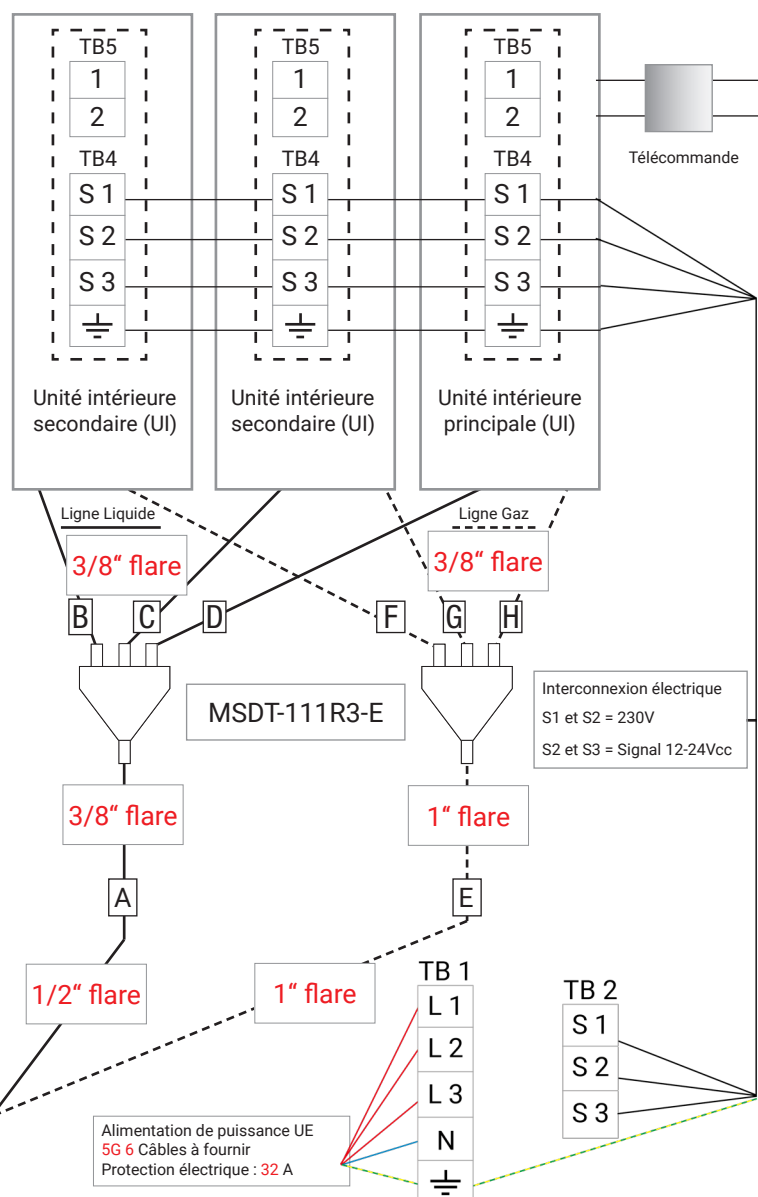 TB5
TB5
TB5
1
1
1
2
2
2
Télécommande
TB4
TB4
TB4
S 1
S 1
S 1
S 2
S 2
S 2
S 3
S 3
S 3
Unité intérieure
secondaire (UI)
Unité intérieure
secondaire (UI)
Unité intérieure
principale (UI)
Ligne Liquide
Ligne Gaz
3/8“ flare
3/8“ flare
B
C
D
F
G
H
MSDT-111R3-E
Interconnexion électrique
S1 et S2 = 230V
S2 et S3 = Signal 12-24Vcc
3/8“ flare
1“ flare
A
E
1/2“ flare
1“ flare
TB 1
L 1
L 2
L 3
N
TB 2
S 1
S 2
S 3
Alimentation de puissance UE
5G 6 Câbles à fournir
Protection électrique : 32 A